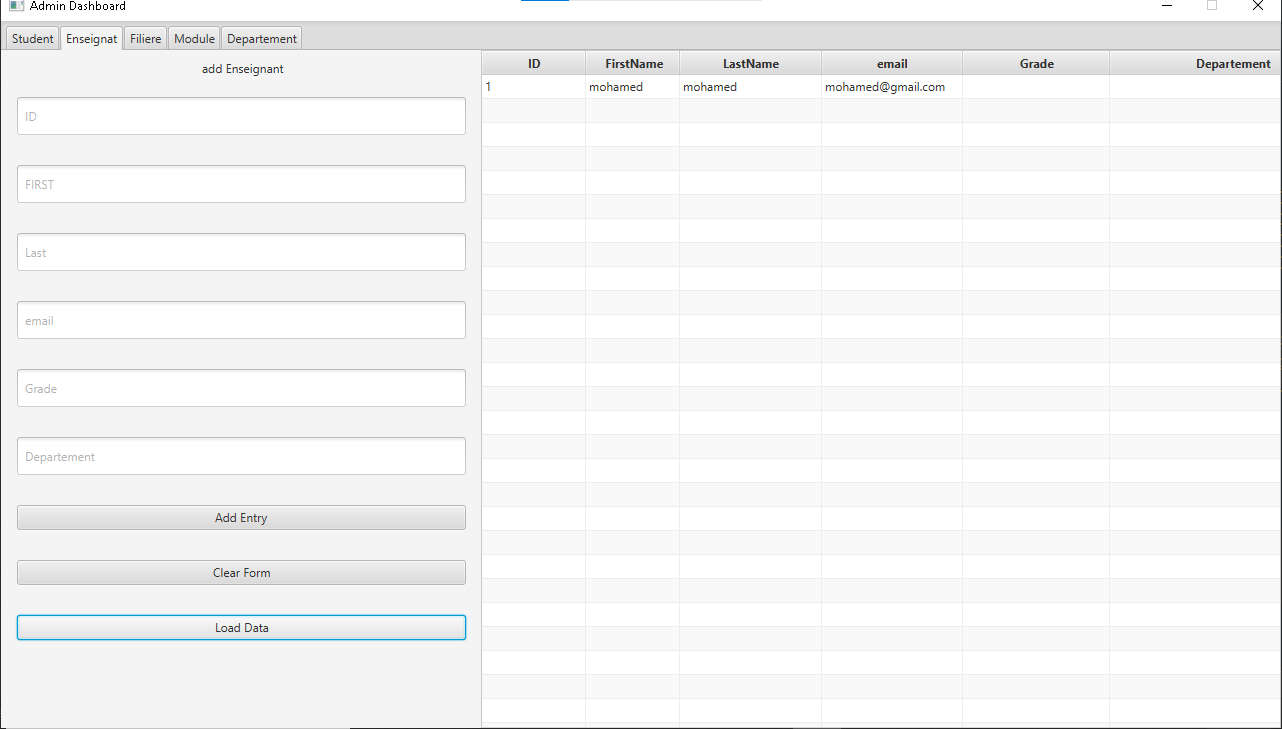 Admin Dashboard
Student Enseignat Filiere Module Departement
add Enseignant
ID
FIRST
Last
email
Grade
Departement
Add Entry
Clear Form
Load Data
ID FirstName LastName email Grade Departement
1 mohamed mohamed mohamed@gmail.com